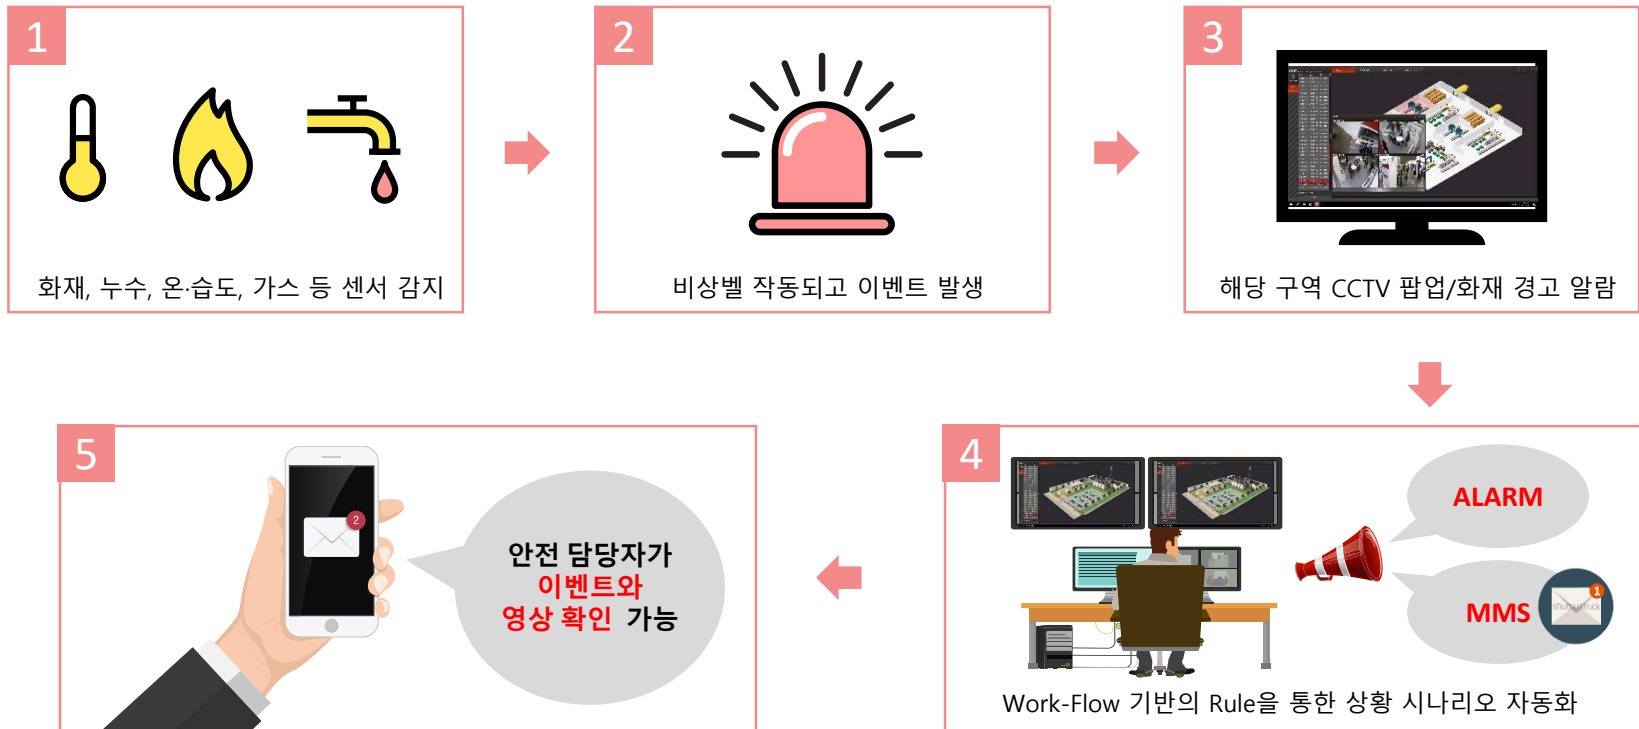 1
화재, 누수, 온·습도, 가스 등 센서 감지
2
비상벨 작동되고 이벤트 발생
3
해당 구역 CCTV 팝업/화재 경고 알람
4
ALARM
MMS
1
shutterstock
Work-Flow 기반의 Rule을 통한 상황 시나리오 자동화
5
2
안전 담당자가
이벤트와
영상 확인 가능